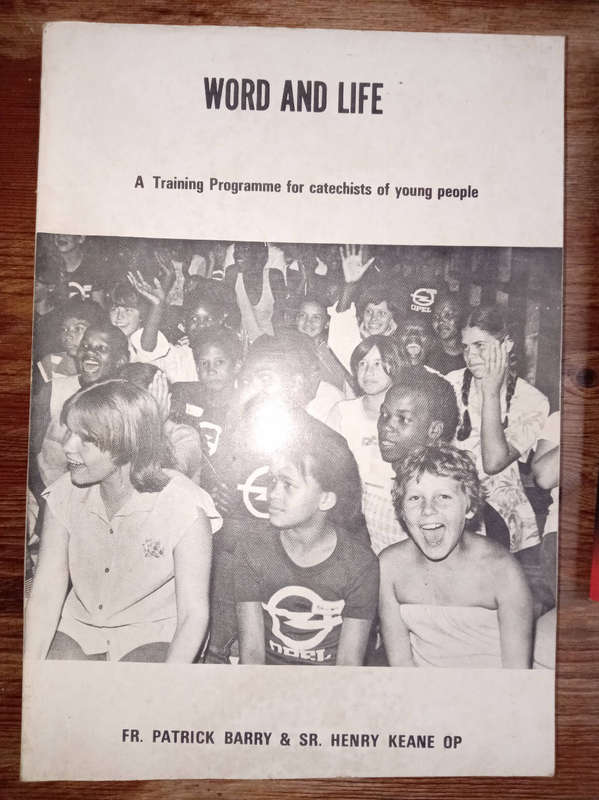 WORD AND LIFE
A Training Programme for catechists of young people
OPEL
OPEL
FR. PATRICK BARRY & SR. HENRY KEANE OP